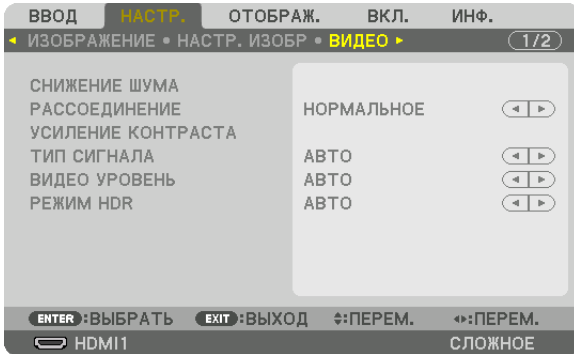 ВВОД НАСТР. ОТОБРАЖ. ВКЛ. ИНФ.
◄ ИЗОБРАЖЕНИЕ • НАСТР. ИЗОБР • ВИДЕО ► 1/2
СНИЖЕНИЕ ШУМА
РАССОЕДИНЕНИЕ НОРМАЛЬНОЕ ◄ ►
УСИЛЕНИЕ КОНТРАСТА
ТИП СИГНАЛА АВТО ◄ ►
ВИДЕО УРОВЕНЬ АВТО ◄ ►
РЕЖИМ HDR АВТО ◄ ►
ENTER :ВЫБРАТЬ EXIT :ВЫХОД ♦:ПЕРЕМ. ◄►:ПЕРЕМ.
HDMI1 СЛОЖНОЕ